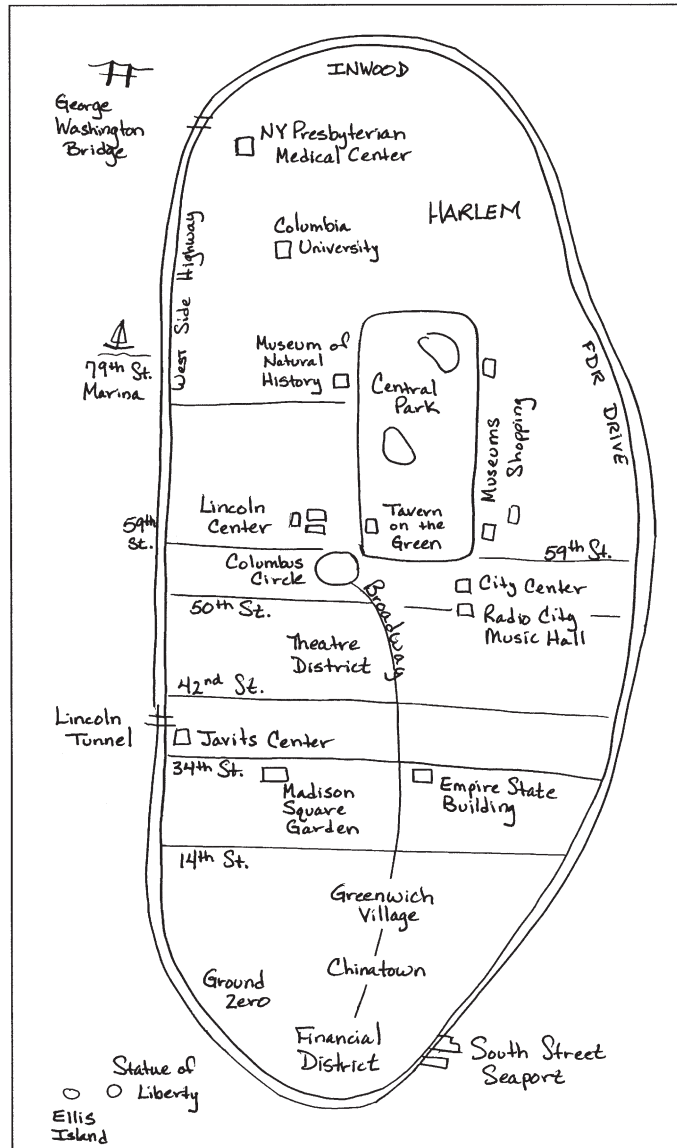 INWOOD
George
Washington
Bridge
NY Presbyterian
Medical Center
HARLEM
Columbia
University
West Side Highway
79th St.
Marina
Museum of
Natural
History
Central
Park
FDR DRIVE
Museums
Shopping
Lincoln
Center
Tavern
on the
Green
59th
St.
59th St.
Columbus
Circle
City Center
50th St.
Broadway
Radio City
Music Hall
Theatre
District
42nd St.
Lincoln
Tunnel
Javits Center
34th St.
Madison
Square
Garden
Empire State
Building
14th St.
Greenwich
Village
Chinatown
Ground
Zero
Financial
District
South Street
Seaport
Statue of
Liberty
Ellis
Island